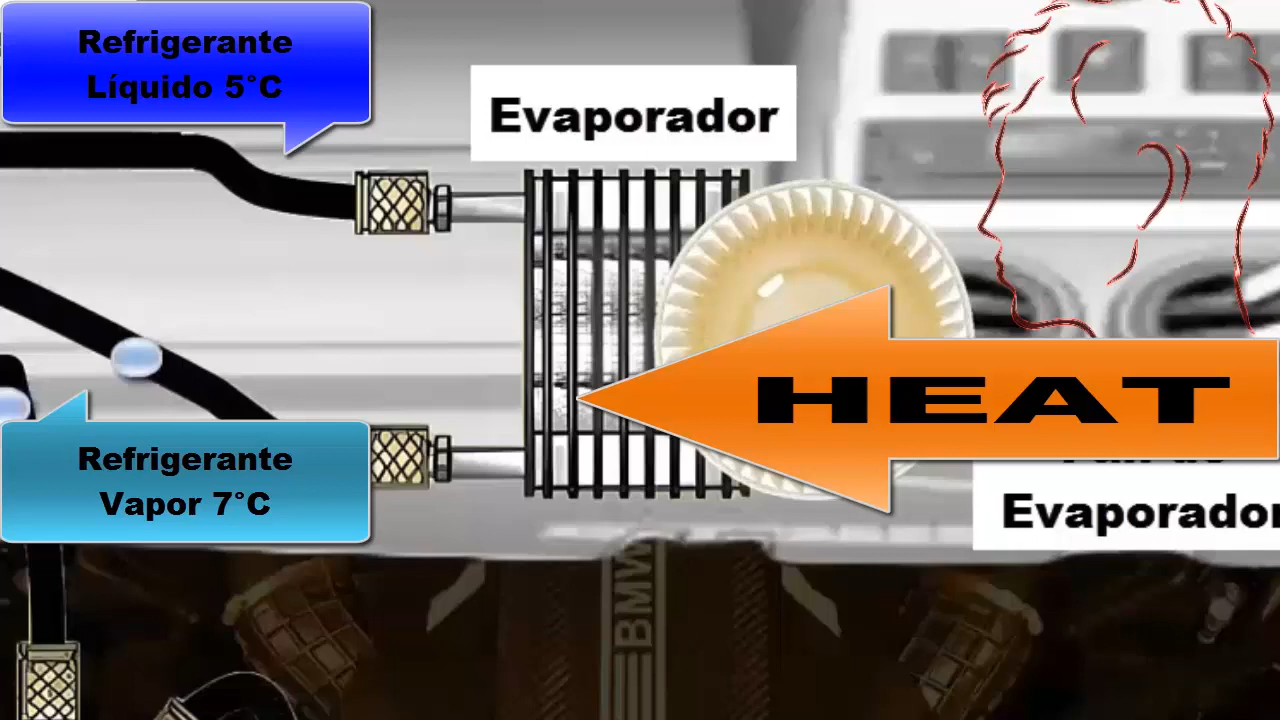 Refrigerante
Líquido 5°C
Evaporador
HEAT
Refrigerante
Vapor 7°C
Evaporador
BMW